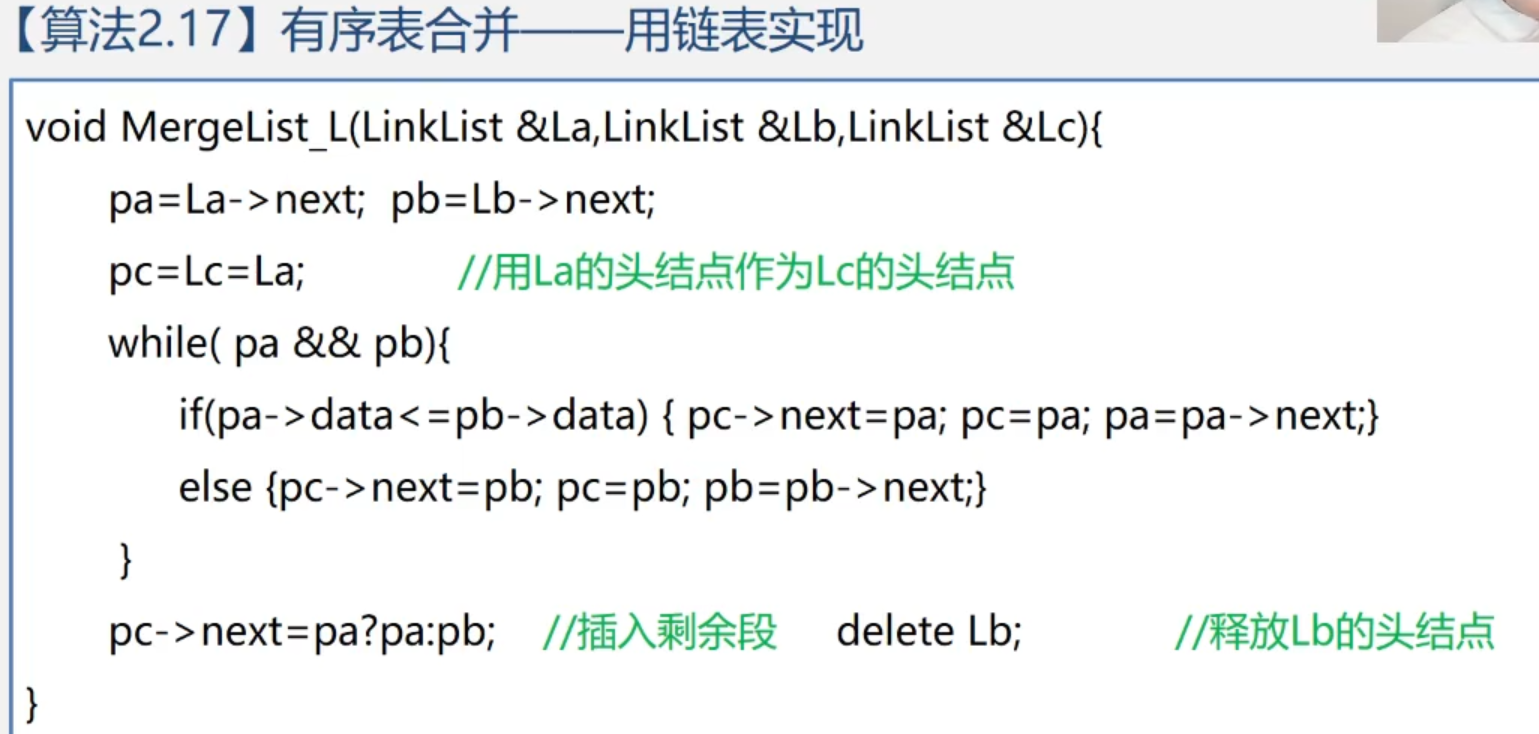 【算法2.17】有序表合并——用链表实现
void MergeList_L(LinkList &La,LinkList &Lb,LinkList &Lc){
pa=La->next; pb=Lb->next;
pc=Lc=La; //用La的头结点作为Lc的头结点
while( pa && pb){
if(pa->data<=pb->data) { pc->next=pa; pc=pa; pa=pa->next;}
else {pc->next=pb; pc=pb; pb=pb->next;}
}
pc->next=pa?pa:pb; //插入剩余段 delete Lb; //释放Lb的头结点
}